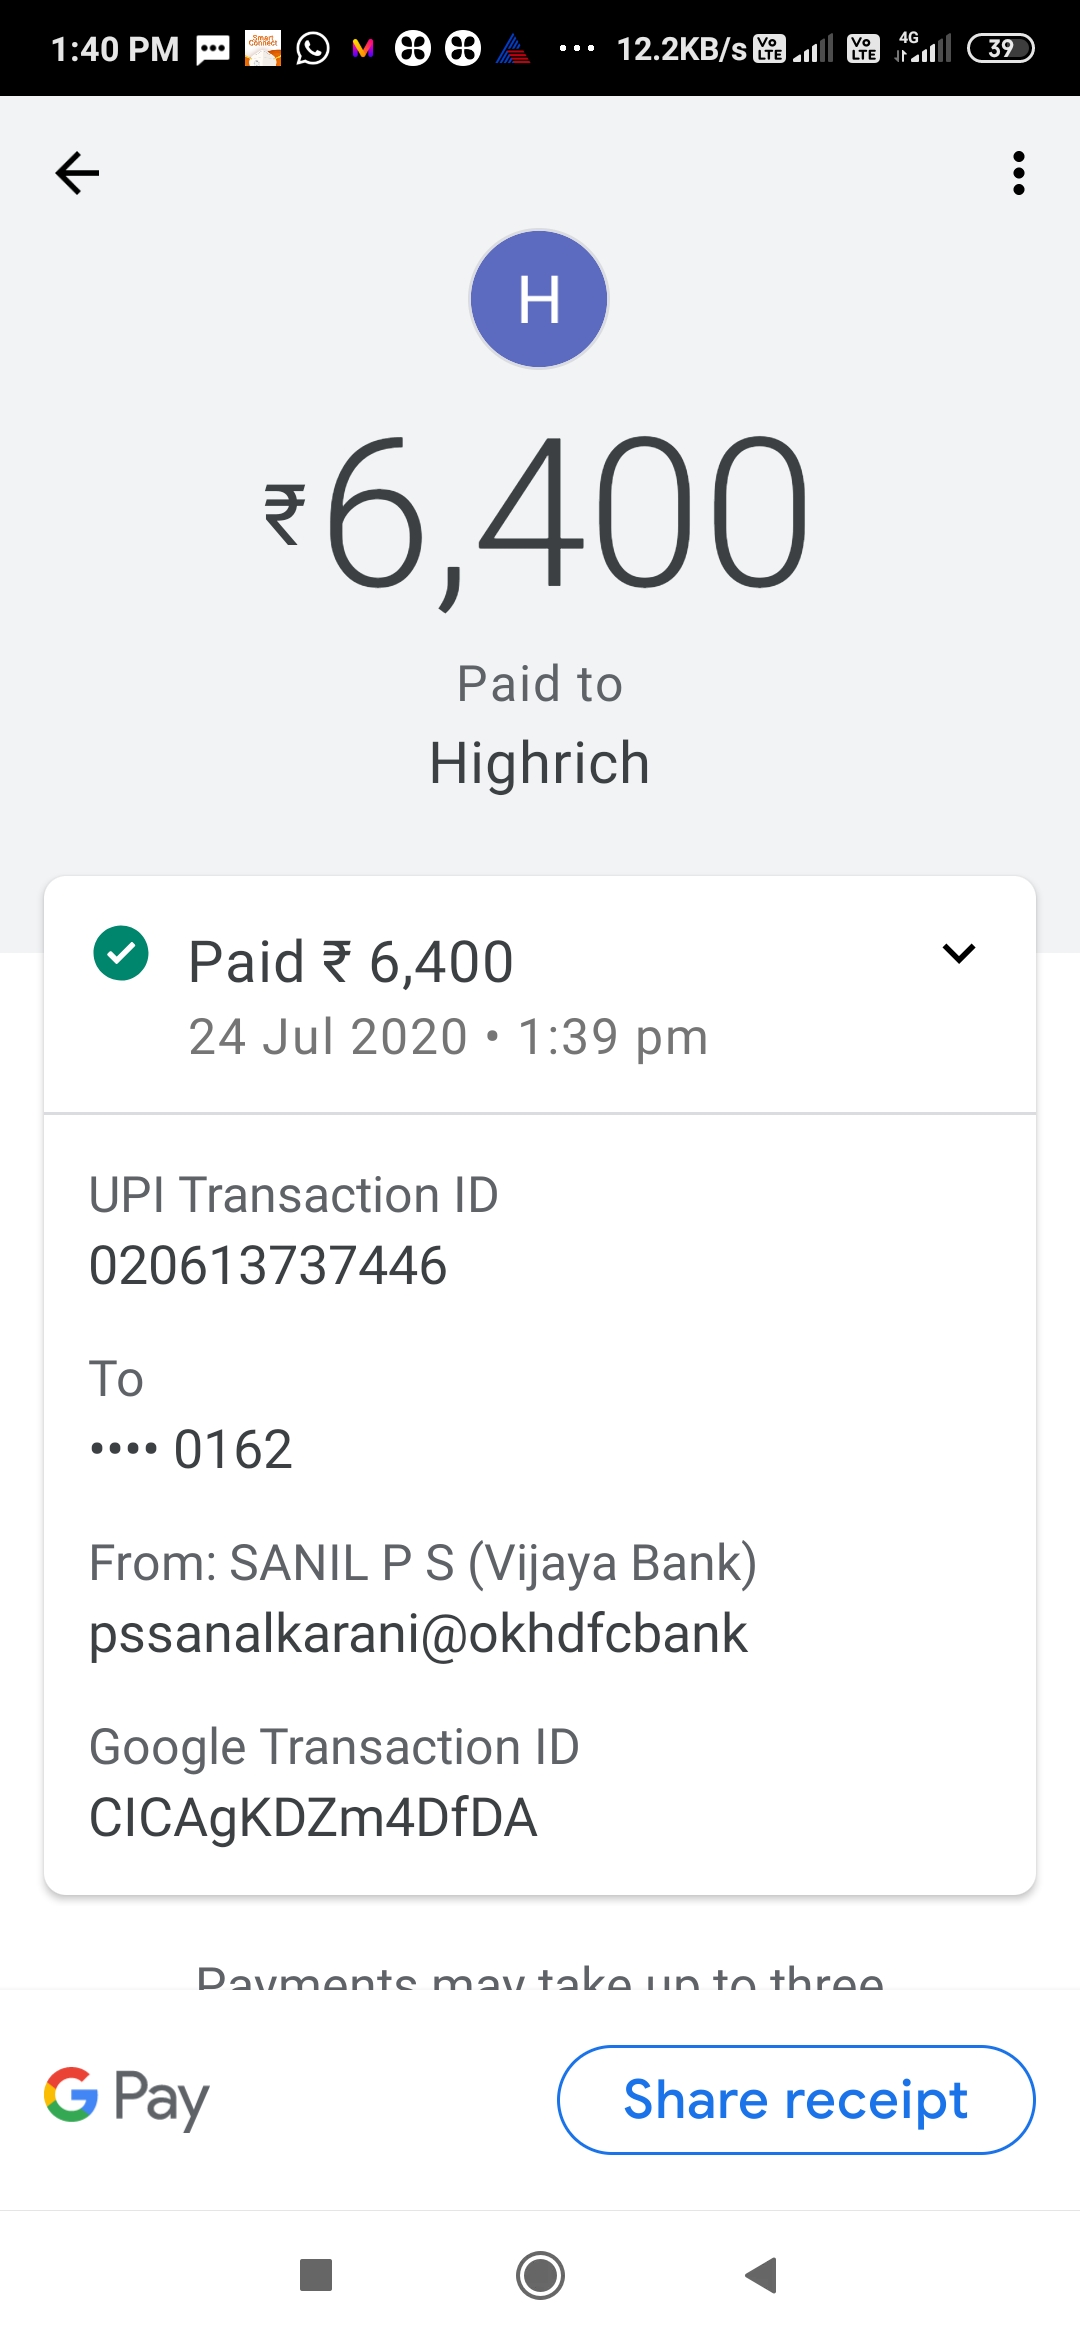 1:40 PM
Smart Connect
12.2KB/s
Vo LTE
Vo LTE
4G
39
H
₹6,400
Paid to
Highrich
Paid ₹ 6,400
24 Jul 2020 • 1:39 pm
UPI Transaction ID
020613737446
To
•••• 0162
From: SANIL P S (Vijaya Bank)
pssanalkarani@okhdfcbank
Google Transaction ID
CICAgKDZm4DfDA
Payments may take up to three
G Pay
Share receipt